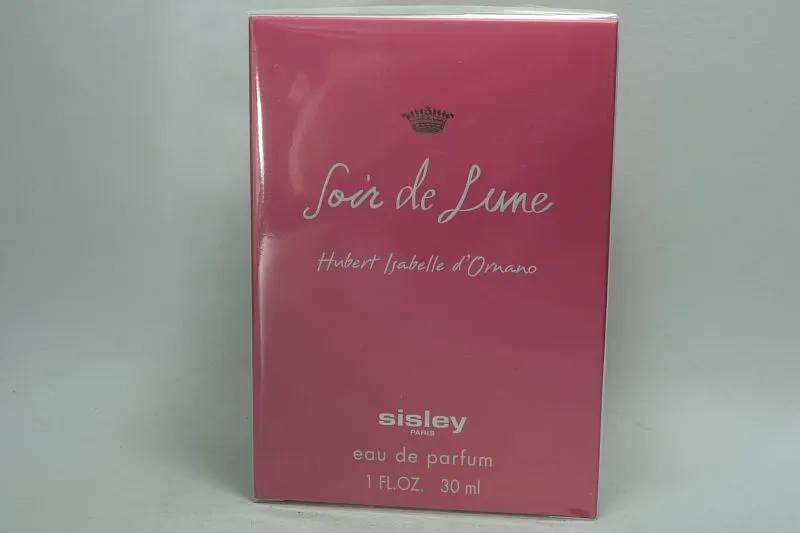 Soir de Lune
Hubert Isabelle d'Ornano
sisley
PARIS
eau de parfum
1 FL.OZ. 30 ml